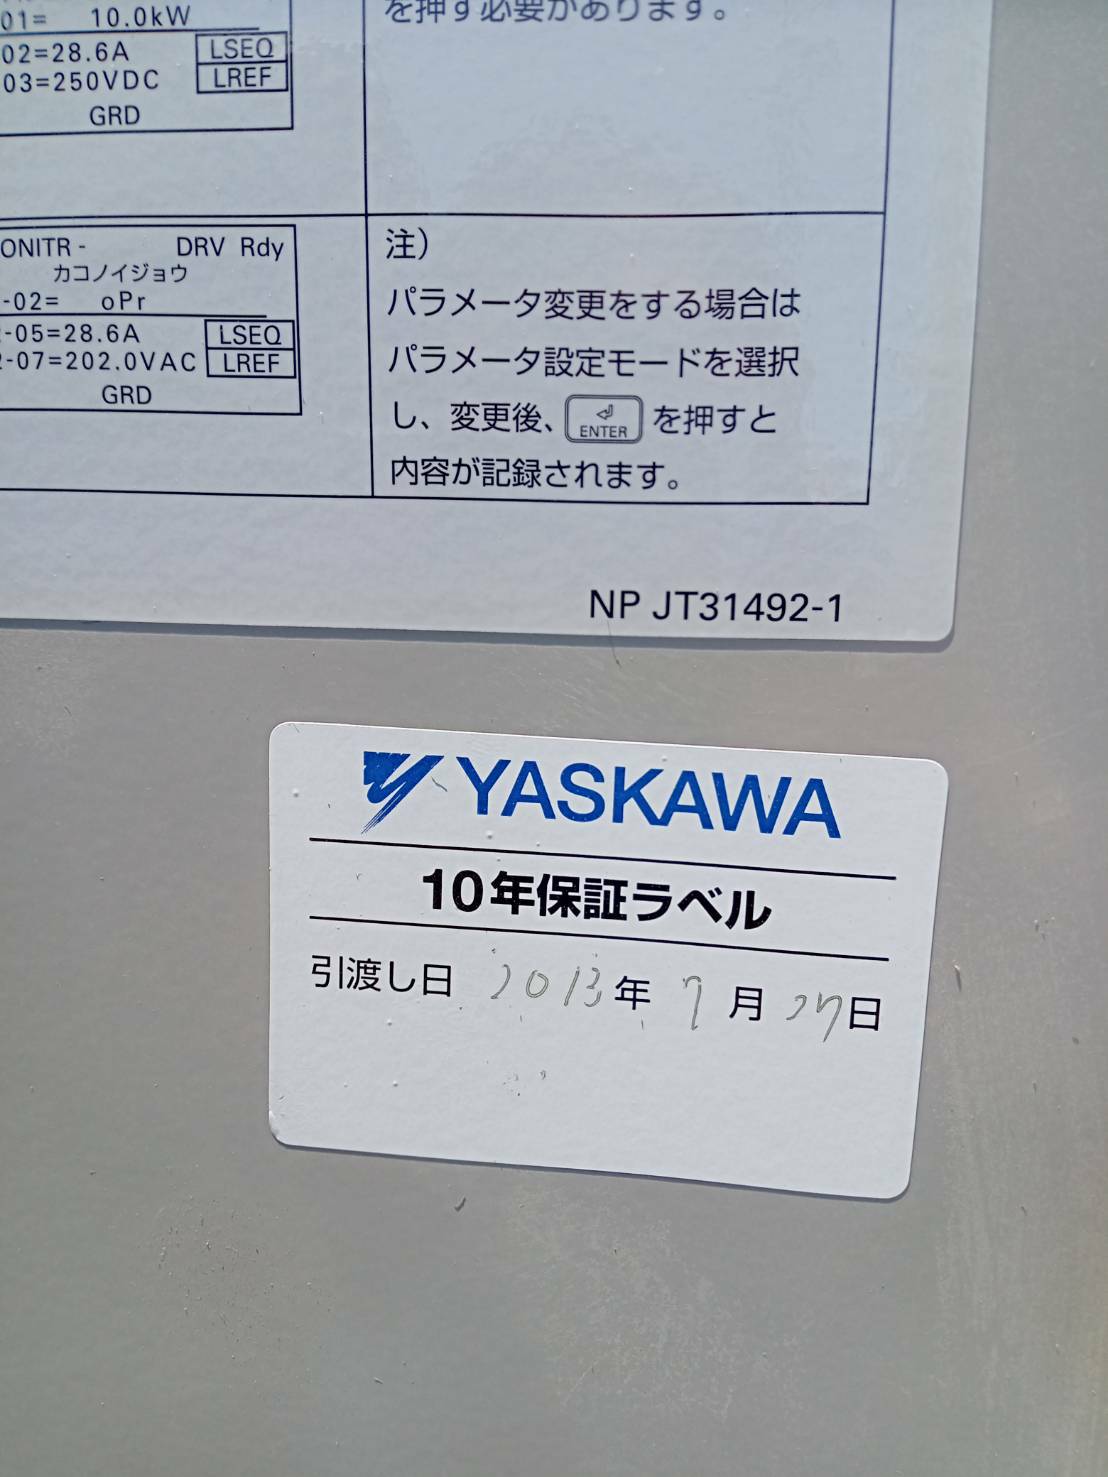 01= 10.0kW
02=28.6A LSEQ
03=250VDC LREF
GRD
を押す必要があります。
ONITR - DRV Rdy
カコノイジョウ
-02= oPr
-05=28.6A LSEQ
-07=202.0VAC LREF
GRD
注)
パラメータ変更をする場合は
パラメータ設定モードを選択
し、変更後、ENTER を押すと
内容が記録されます。
NP JT31492-1
YASKAWA
10年保証ラベル
引渡し日 2013年 7月 27日